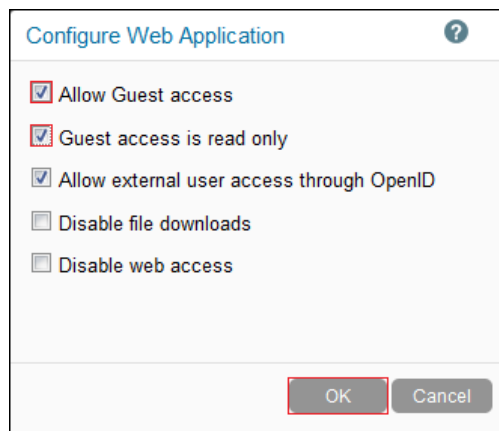 Configure Web Application ?
Allow Guest access
Guest access is read only
Allow external user access through OpenID
Disable file downloads
Disable web access
OK Cancel